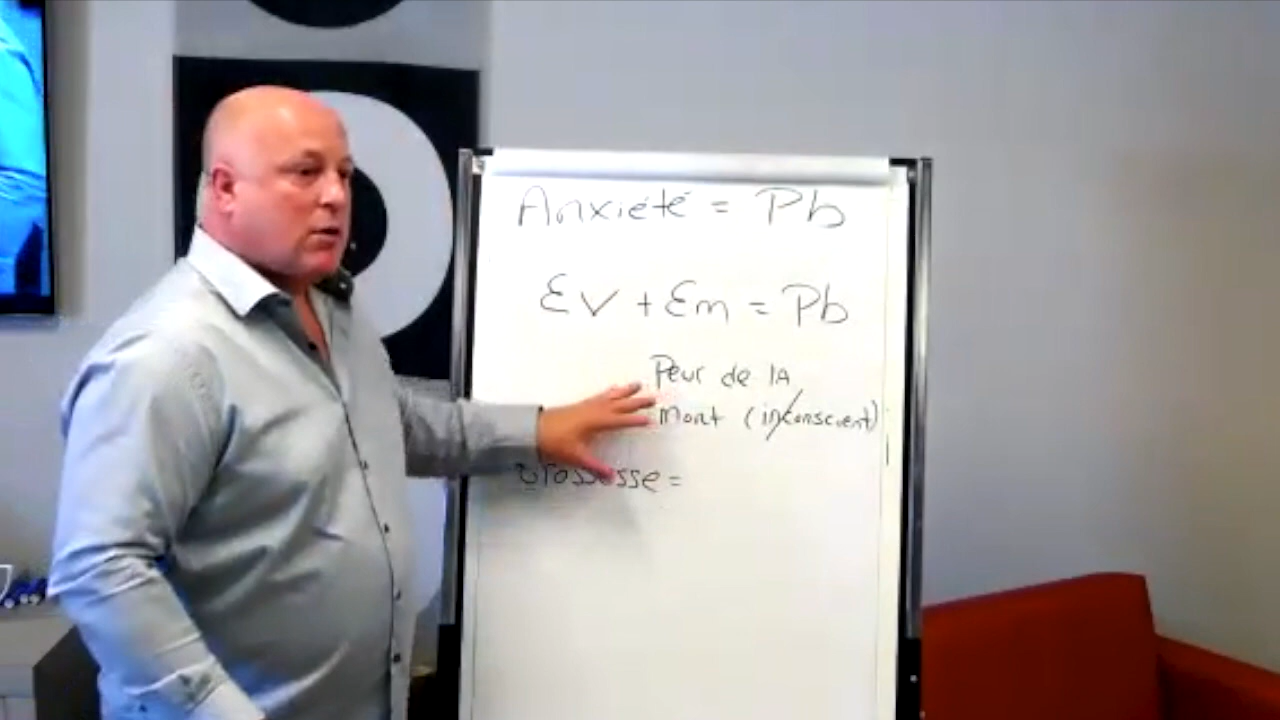 Anxiété = Pb
Ev + Em = Pb
Peur de la
Mort (inconscient)
Grossesse =